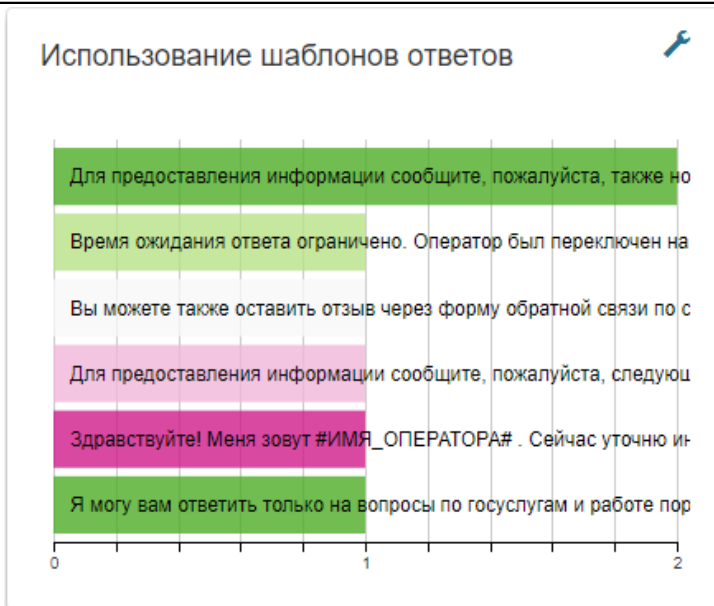 Использование шаблонов ответов
Для предоставления информации сообщите, пожалуйста, также но
Время ожидания ответа ограничено. Оператор был переключен на
Вы можете также оставить отзыв через форму обратной связи по с
Для предоставления информации сообщите, пожалуйста, следующ
Здравствуйте! Меня зовут #ИМЯ_ОПЕРАТОРА# . Сейчас уточню ин
Я могу вам ответить только на вопросы по госуслугам и работе пор
0 1 2